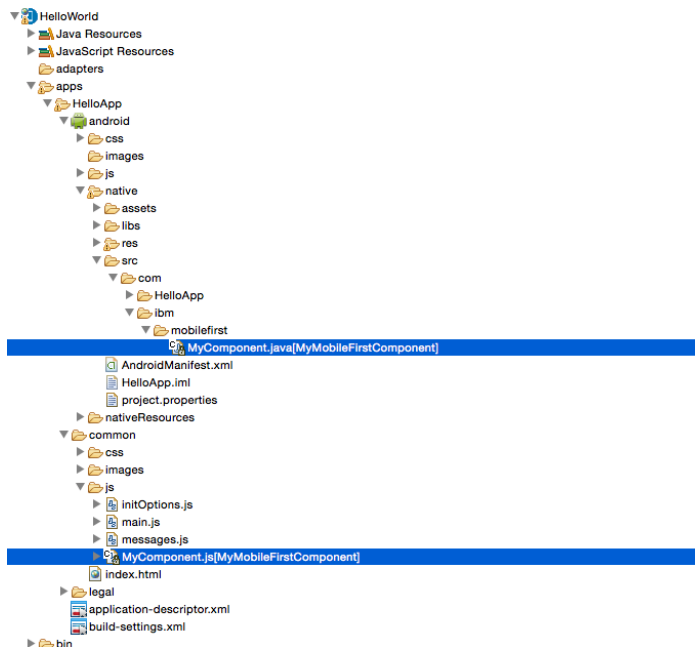 HelloWorld
Java Resources
JavaScript Resources
adapters
apps
HelloApp
android
css
images
js
native
assets
libs
res
src
com
HelloApp
ibm
mobilefirst
MyComponent.java[MyMobileFirstComponent]
AndroidManifest.xml
HelloApp.iml
project.properties
nativeResources
common
css
images
js
initOptions.js
main.js
messages.js
MyComponent.js[MyMobileFirstComponent]
index.html
legal
application-descriptor.xml
build-settings.xml
bin